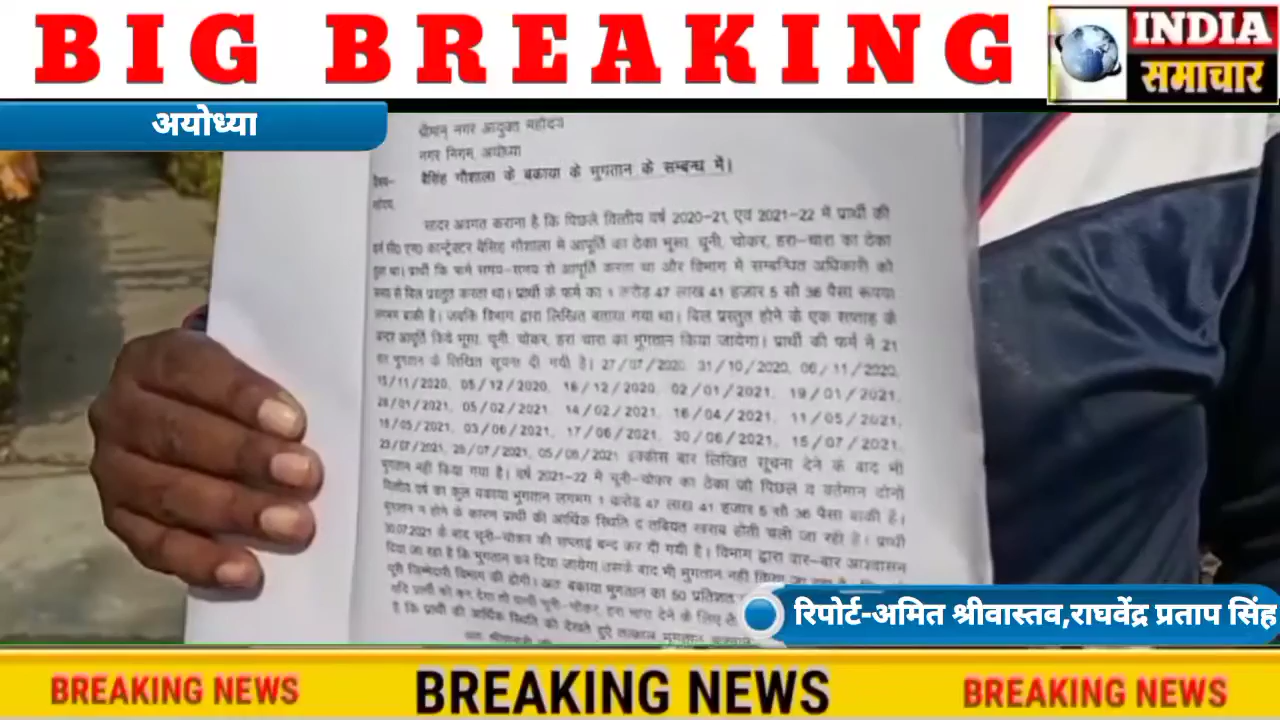 BIG BREAKING
INDIA
समाचार
अयोध्या
श्रीमान् नगर आयुक्त महोदय
नगर निगम, अयोध्या
बैसिंह गौशाला के बकाया के भुगतान के सम्बन्ध में।
सादर अवगत कराना है कि पिछले वित्तीय वर्ष 2020-21, एवं 2021-22 में प्रार्थी की
कान्ट्रेक्टर बैसिंह गौशाला में आपूर्ति का ठेका भूसा, चूनी, चोकर, हरा-चारा का ठेका
था। प्रार्थी कि फर्म समय-समय से आपूर्ति करता था और विभाग में सम्बन्धित अधिकारी को
से बिल प्रस्तुत करता था। प्रार्थी के फर्म का 1 करोड़ 47 लाख 41 हजार 5 सौ 36 पैसा रूपया
बाकी है। जबकि विभाग द्वारा लिखित बताया गया था। बिल प्रस्तुत होने के एक सप्ताह के
आपूर्ति किये भूसा, चूनी, चोकर, हरा चारा का भुगतान किया जायेगा। प्रार्थी की फर्म ने 21
भुगतान के लिखित सूचना दी गयी है। 27/07/2020, 31/10/2020, 06/11/2020,
15/11/2020, 05/12/2020, 16/12/2020, 02/01/2021, 19/01/2021,
28/01/2021, 05/02/2021, 14/02/2021, 16/04/2021, 11/05/2021,
18/05/2021, 03/06/2021, 17/06/2021, 30/06/2021, 15/07/2021,
23/07/2021, 26/07/2021, 05/08/2021 इक्कीस बार लिखित सूचना देने के बाद भी
भुगतान नहीं किया गया है। वर्ष 2021-22 में चूनी-चोकर का ठेका जो पिछले व वर्तमान दोनों
वित्तीय वर्ष का कुल बकाया भुगतान लगभग 1 करोड़ 47 लाख 41 हजार 5 सौ 36 पैसा बाकी है।
भुगतान न होने के कारण प्रार्थी की आर्थिक स्थिति व तबियत खराब होती चली जा रही है। प्रार्थी
30.07.2021 के बाद चूनी-चोकर की सप्लाई बन्द कर दी गयी है। विभाग द्वारा बार-बार आश्वासन
दिया जा रहा है कि भुगतान कर दिया जायेगा उसके बाद भी भुगतान नहीं किया जा
पूरी जिम्मेदारी विभाग की होगी। अतः बकाया भुगतान का 50 प्रतिशत
यदि प्रार्थी को कर देता तो प्रार्थी चूनी-चोकर, हरा चारा देने के लिए
है कि प्रार्थी की आर्थिक स्थिति को देखते हुए तत्काल भुगतान
रिपोर्ट-अमित श्रीवास्तव,राघवेंद्र प्रताप सिंह
BREAKING NEWS BREAKING NEWS BREAKING NEWS